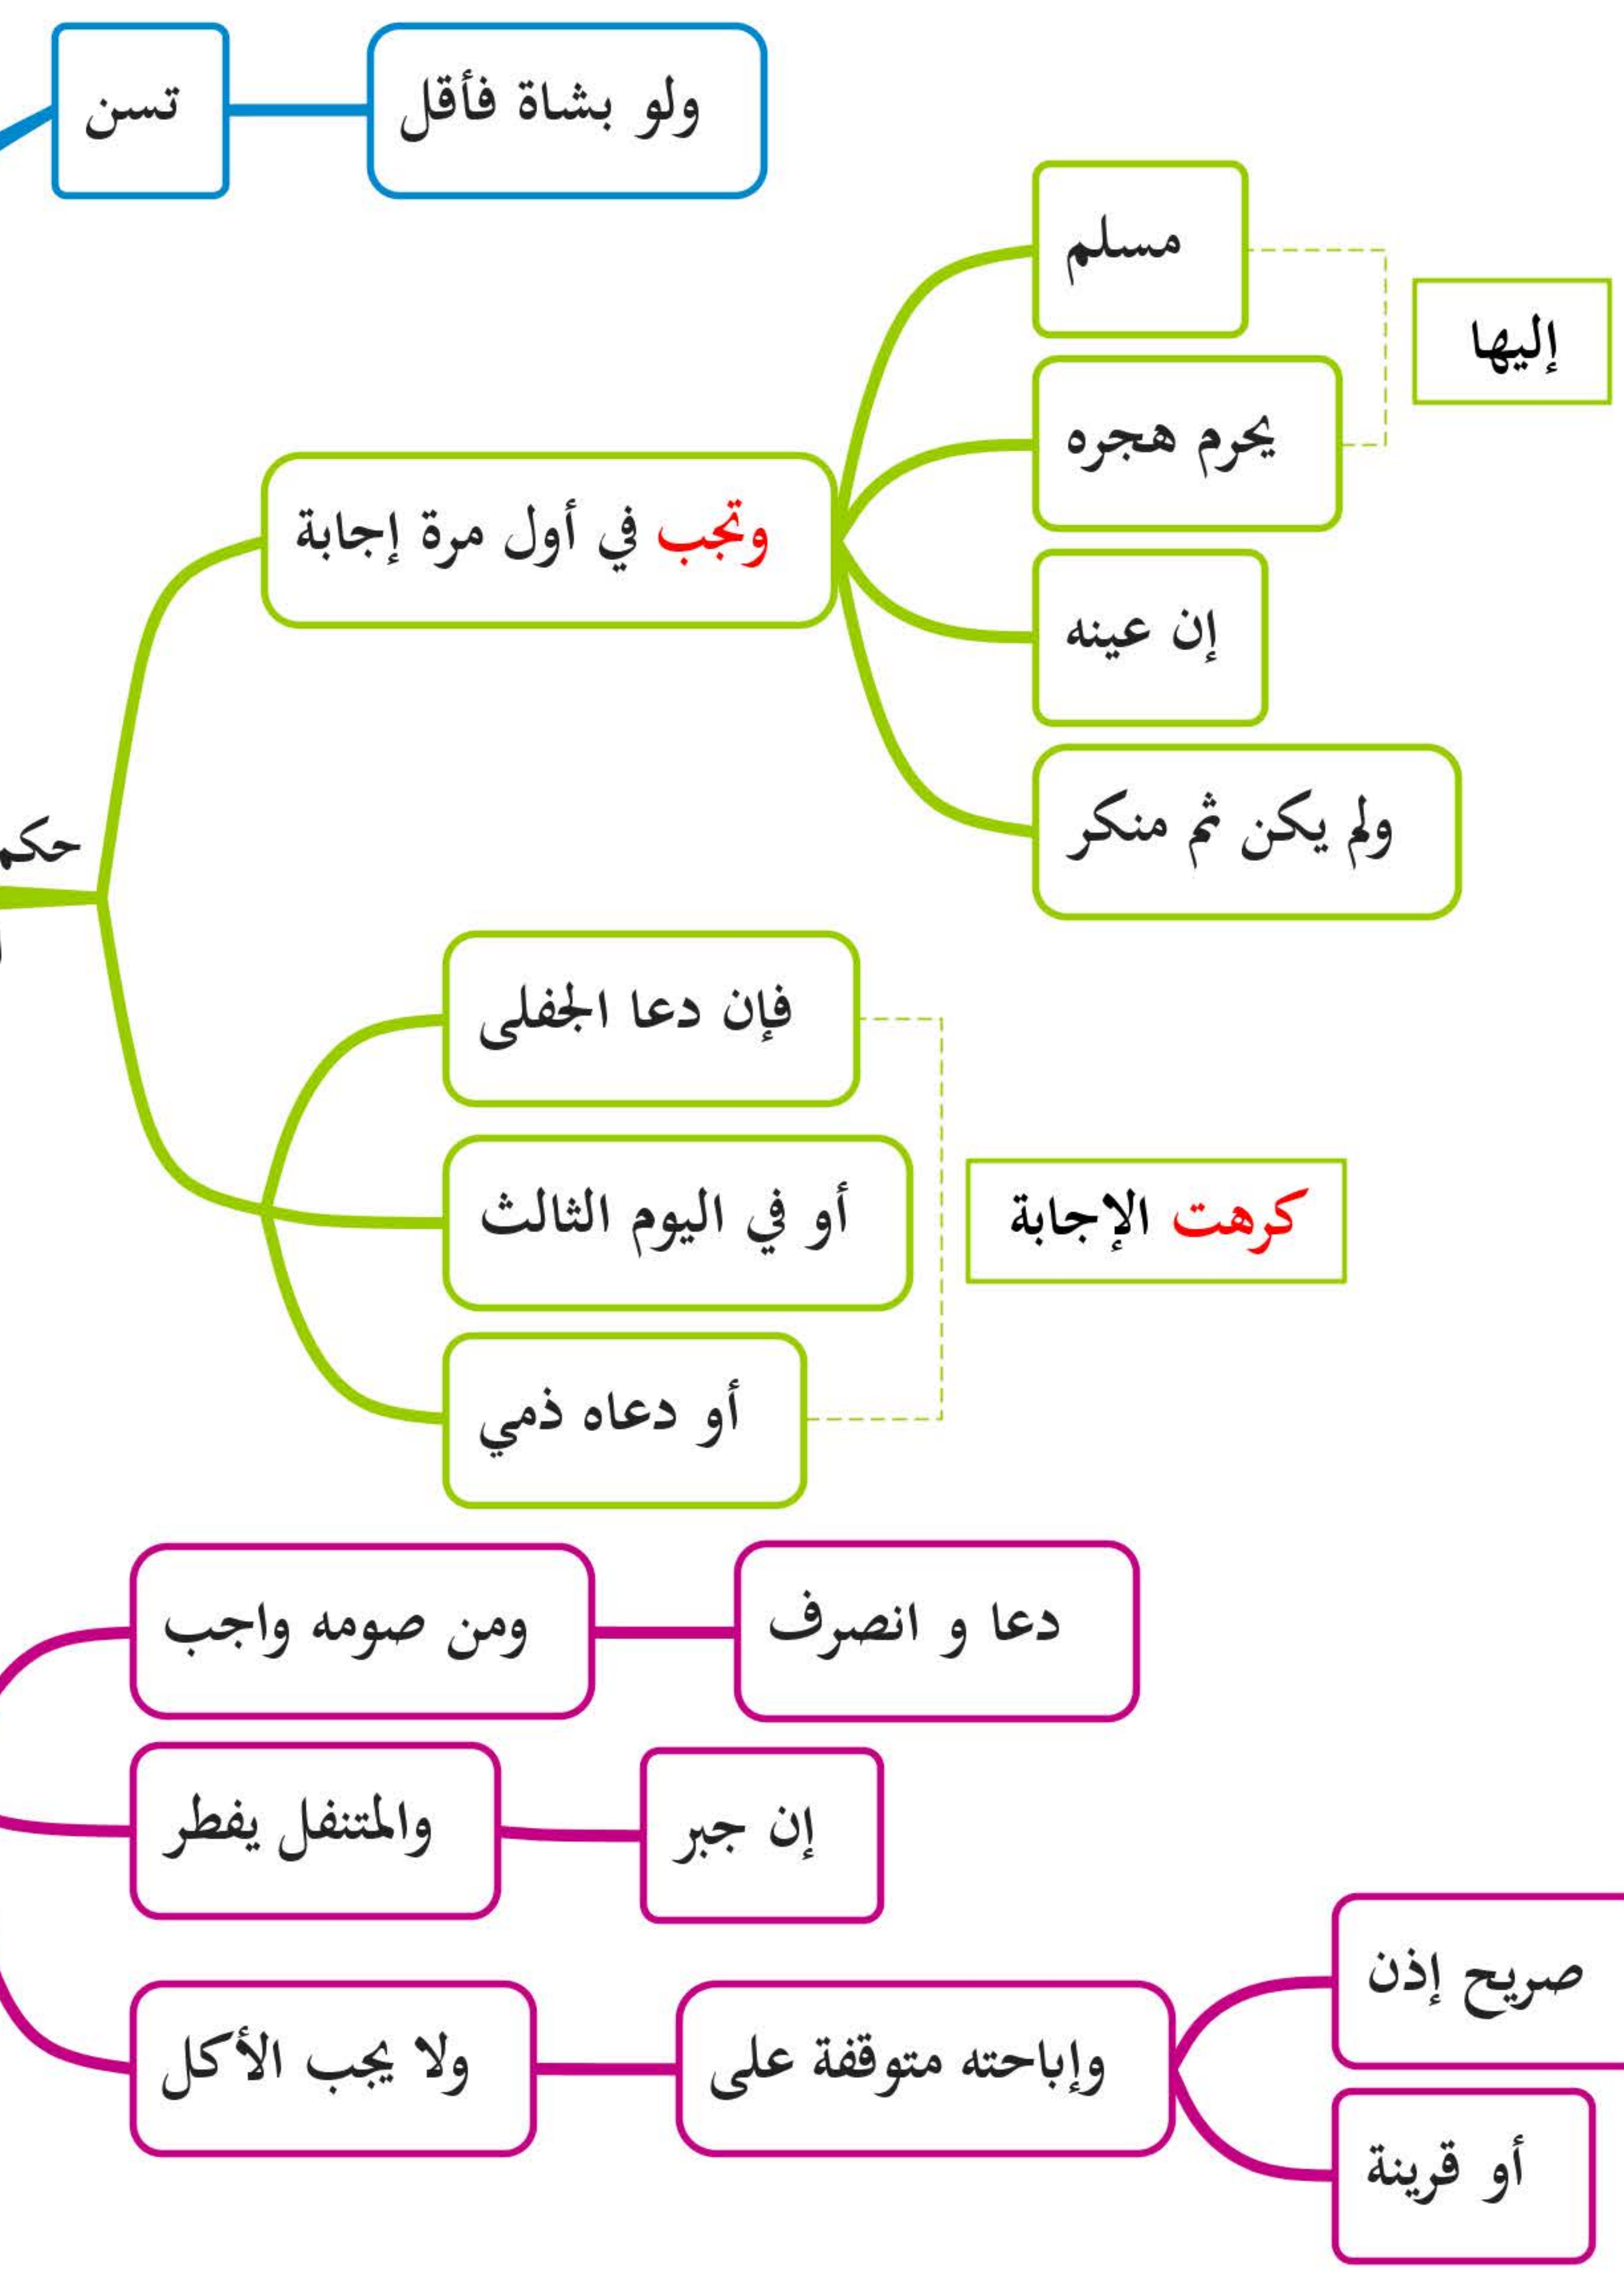 تسن
ولو بشاة فأقل
وتجب في أول مرة إجابة
مسلم
يحرم هجره
إليها
إن عينه
ولم يكن ثم منكر
حكم
فإن دعا الجفلى
أو في اليوم الثالث
أو دعاه ذمي
كرهت الإجابة
ومن صومه واجب
دعا و انصرف
والمتنفل يفطر
إن جبر
ولا يجب الأكل
وإباحته متوقفة على
صريح إذن
أو قرينة